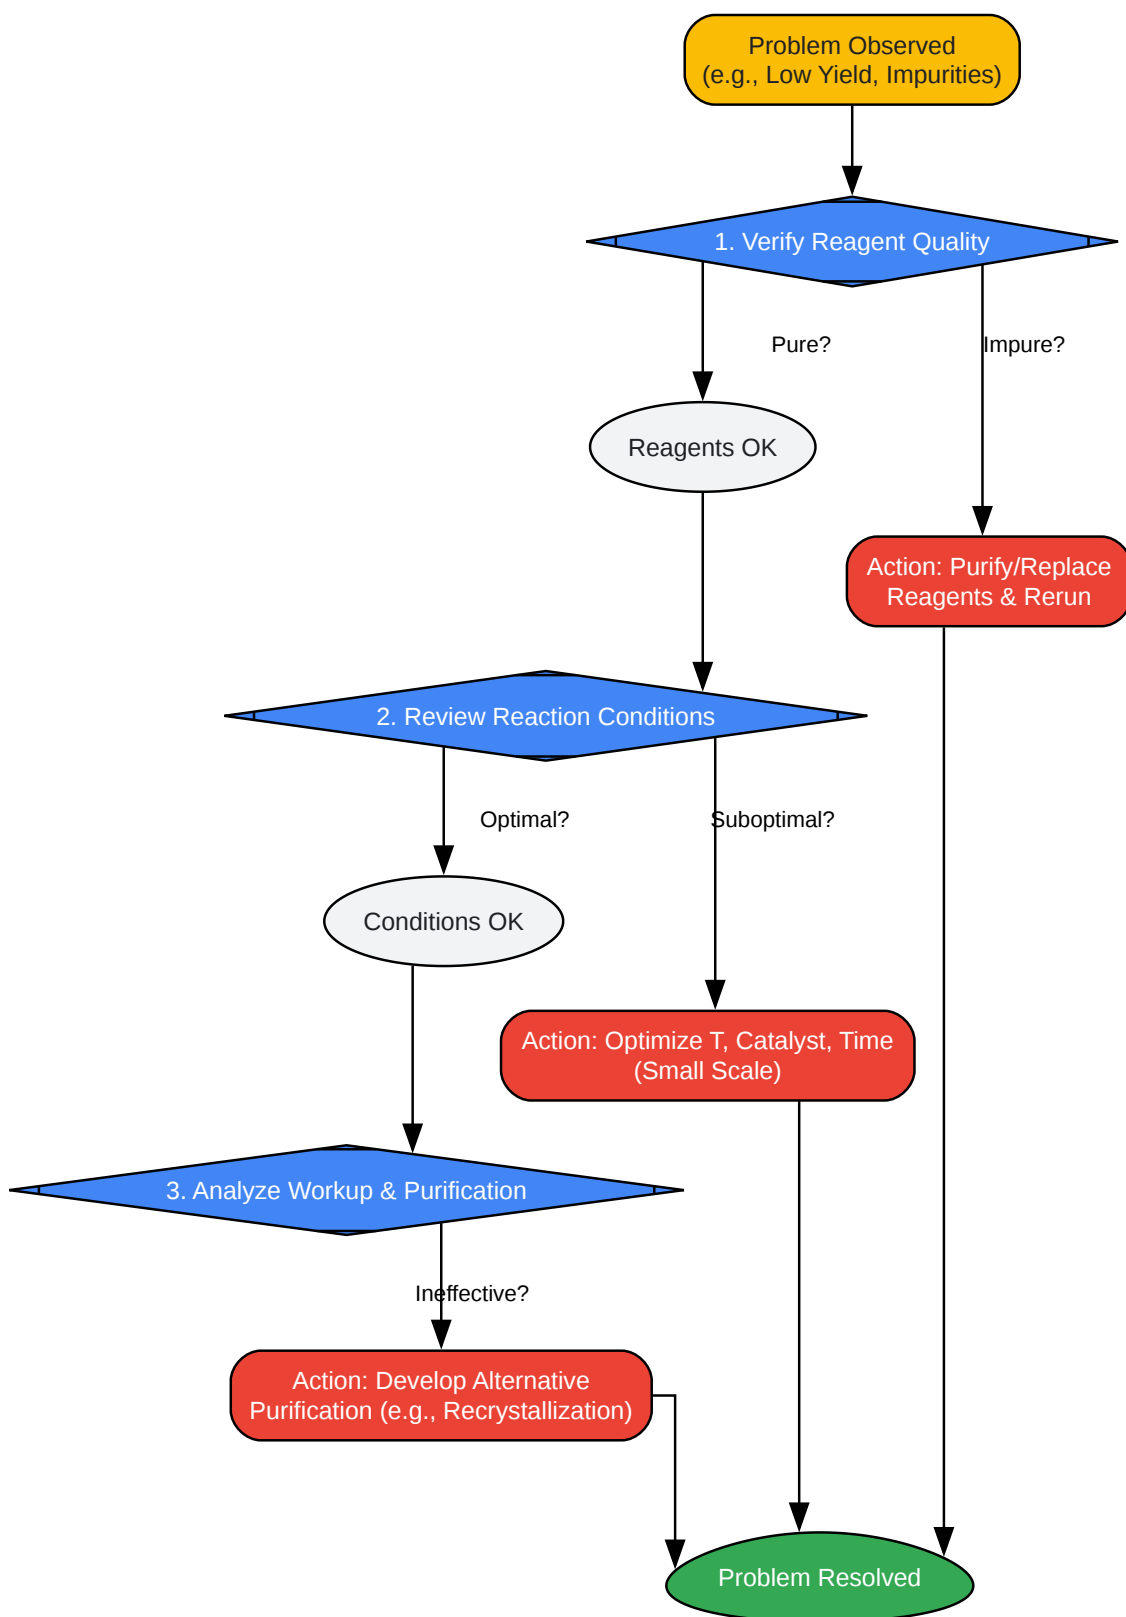 Problem Observed
(e.g., Low Yield, Impurities)
1. Verify Reagent Quality
Pure?
Impure?
Reagents OK
Action: Purify/Replace
Reagents & Rerun
2. Review Reaction Conditions
Optimal?
Suboptimal?
Conditions OK
Action: Optimize T, Catalyst, Time
(Small Scale)
3. Analyze Workup & Purification
Ineffective?
Action: Develop Alternative
Purification (e.g., Recrystallization)
Problem Resolved